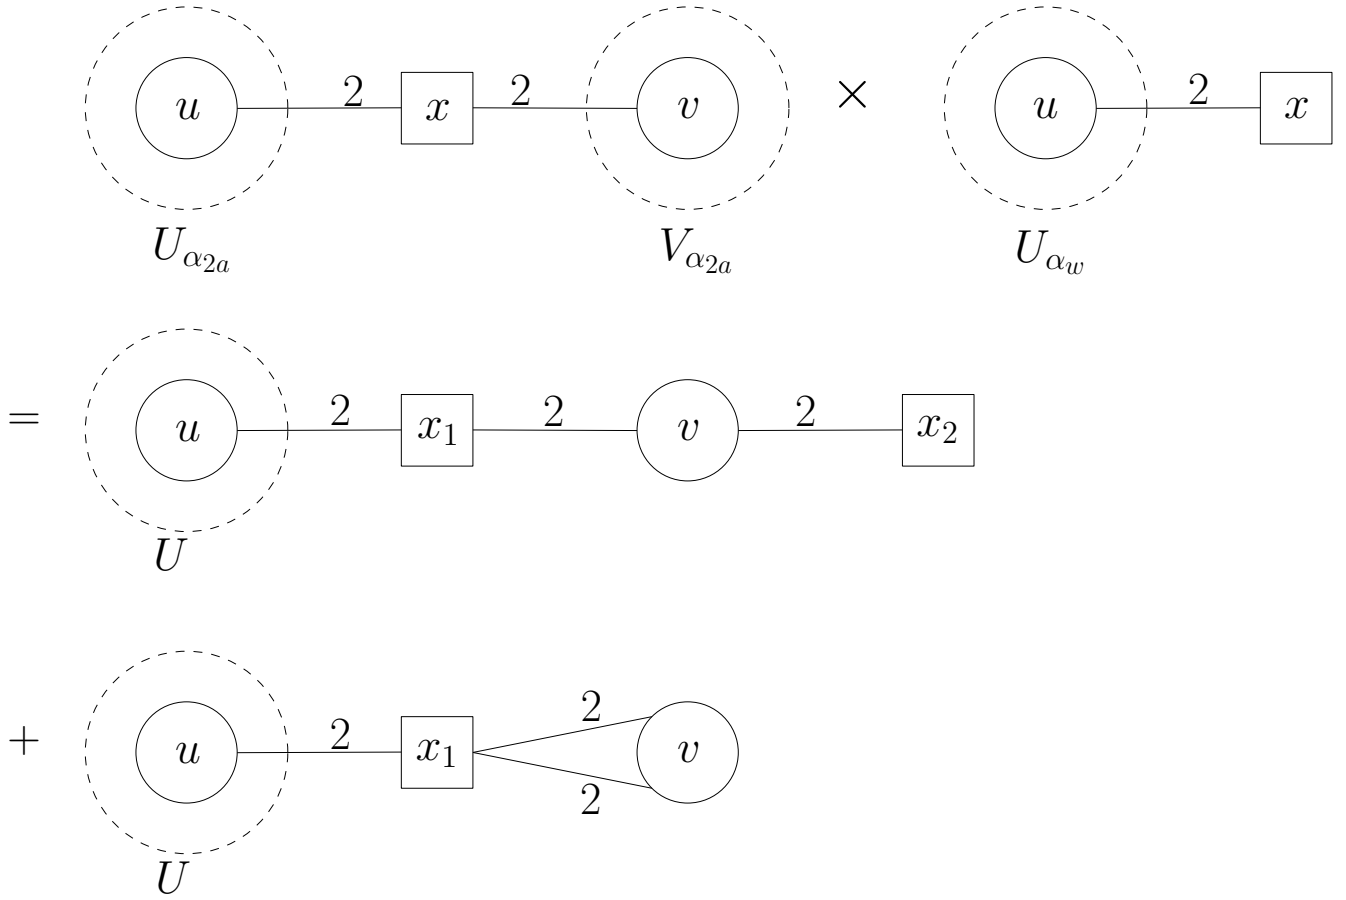 u 2 x 2 v × u 2 x
U_{α_{2a}} V_{α_{2a}} U_{α_w}
= u 2 x_1 2 v 2 x_2
U
+ u 2 x_1 2 v
2
U